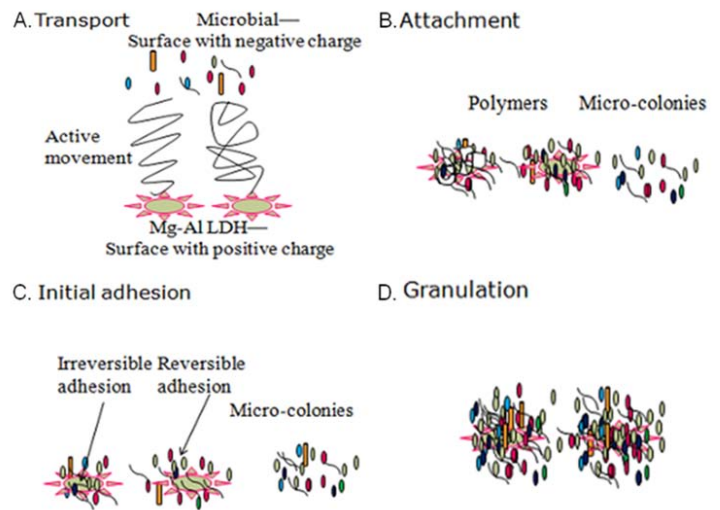 A. Transport
Microbial—
Surface with negative charge
Active
movement
Mg-Al LDH—
Surface with positive charge
B. Attachment
Polymers
Micro-colonies
C. Initial adhesion
Irreversible
adhesion
Reversible
adhesion
Micro-colonies
D. Granulation